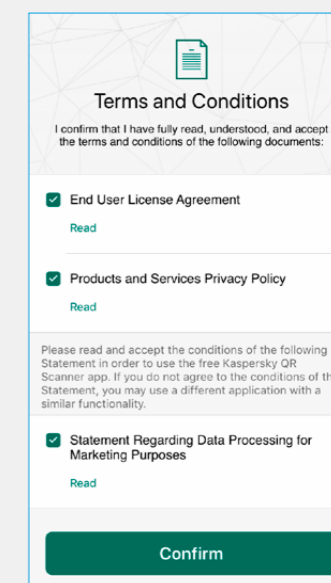 Terms and Conditions
I confirm that I have fully read, understood, and accept
the terms and conditions of the following documents:
End User License Agreement
Read
Products and Services Privacy Policy
Read
Please read and accept the conditions of the following
Statement in order to use the free Kaspersky QR
Scanner app. If you do not agree to the conditions of th
Statement, you may use a different application with a
similar functionality.
Statement Regarding Data Processing for
Marketing Purposes
Read
Confirm